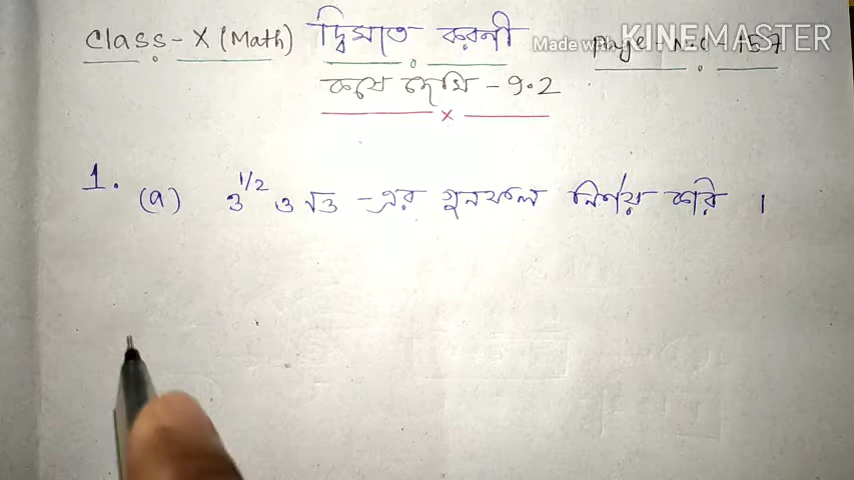 Class - X (Math) দ্বিঘাত করণী Page - No - 157
Made with KINEMASTER
কষে দেখি - 9.2
1. (a) 3^1/2 ও √3 -এর গুনফল নির্ণয় করি ।